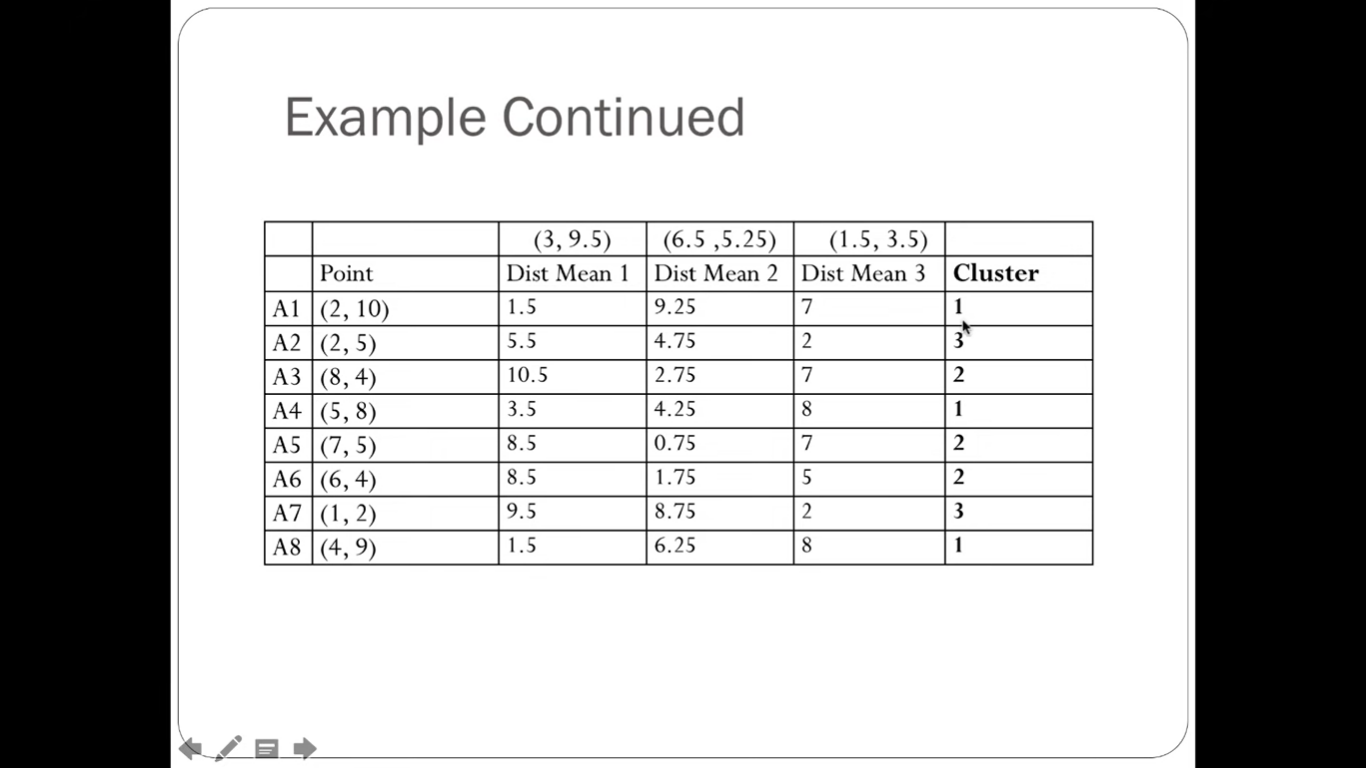 Example Continued
(3, 9.5) (6.5 ,5.25) (1.5, 3.5)
Point Dist Mean 1 Dist Mean 2 Dist Mean 3 Cluster
A1 (2, 10) 1.5 9.25 7 1
A2 (2, 5) 5.5 4.75 2 3
A3 (8, 4) 10.5 2.75 7 2
A4 (5, 8) 3.5 4.25 8 1
A5 (7, 5) 8.5 0.75 7 2
A6 (6, 4) 8.5 1.75 5 2
A7 (1, 2) 9.5 8.75 2 3
A8 (4, 9) 1.5 6.25 8 1